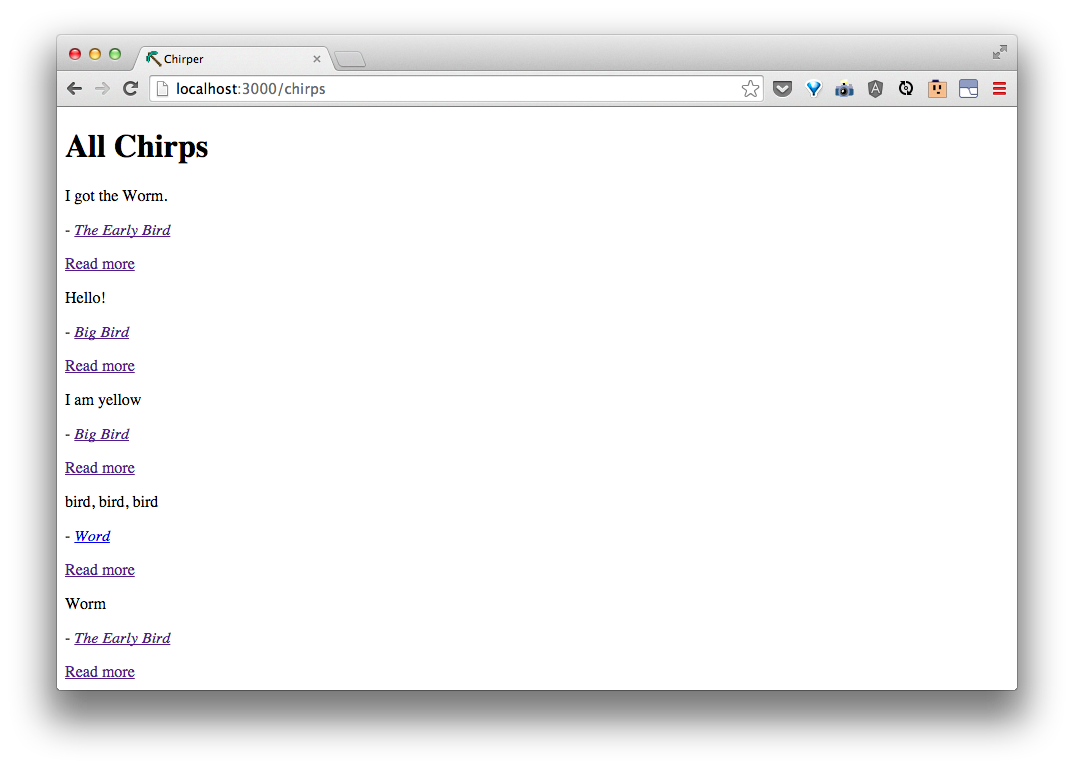 Chirper
localhost:3000/chirps
All Chirps
I got the Worm.
- The Early Bird
Read more
Hello!
- Big Bird
Read more
I am yellow
- Big Bird
Read more
bird, bird, bird
- Word
Read more
Worm
- The Early Bird
Read more